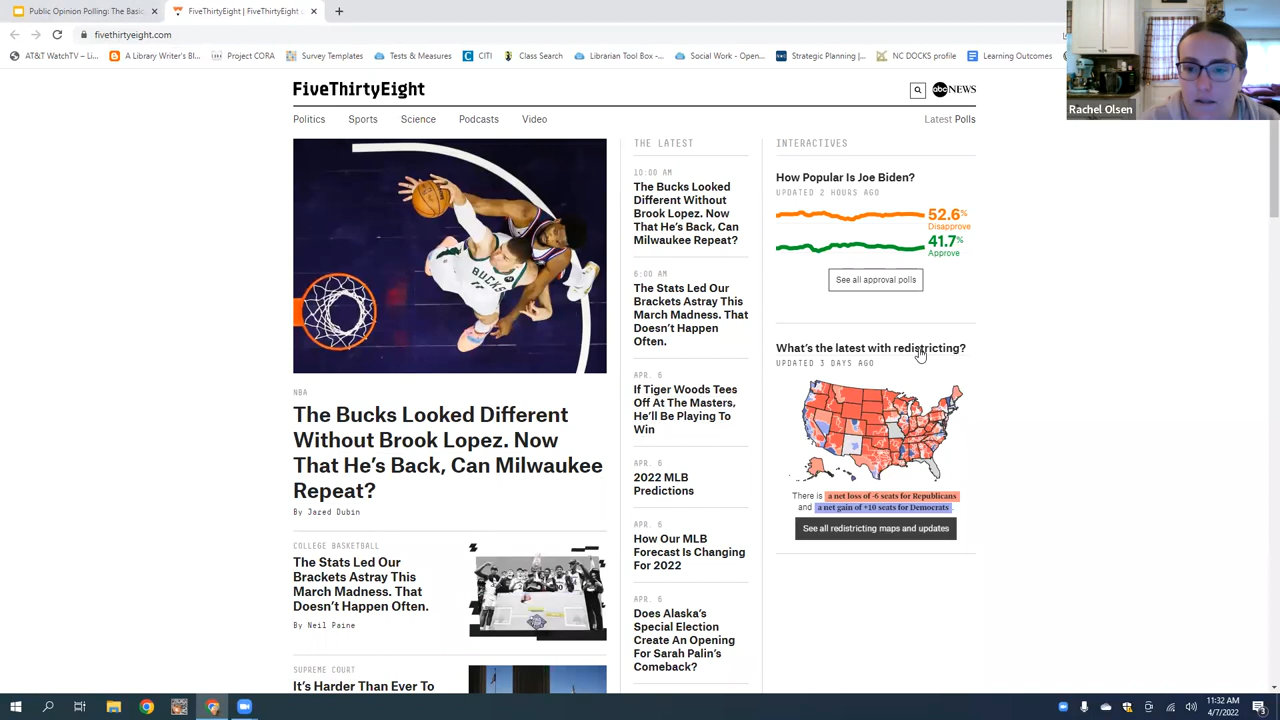 Public Opinion Polling: The Basic
FiveThirtyEight | FiveThirtyEight
fivethirtyeight.com
AT&T WatchTV – Li...
A Library Writer's Bl...
Project CORA
Survey Templates
Tests & Measures
CITI
Class Search
Librarian Tool Box -...
Social Work - Open...
Strategic Planning |...
NC DOCKS profile
Learning Outcomes
Rachel Olsen
FiveThirtyEight
abc NEWS
Politics
Sports
Science
Podcasts
Video
Latest Polls
BUCKS
NBA
The Bucks Looked Different
Without Brook Lopez. Now
That He's Back, Can Milwaukee
Repeat?
By Jared Dubin
COLLEGE BASKETBALL
The Stats Led Our
Brackets Astray This
March Madness. That
Doesn't Happen Often.
By Neil Paine
SUPREME COURT
It's Harder Than Ever To
THE LATEST
10:00 AM
The Bucks Looked
Different Without
Brook Lopez. Now
That He's Back, Can
Milwaukee Repeat?
6:00 AM
The Stats Led Our
Brackets Astray This
March Madness. That
Doesn't Happen
Often.
APR. 6
If Tiger Woods Tees
Off At The Masters,
He'll Be Playing To
Win
APR. 6
2022 MLB
Predictions
APR. 6
How Our MLB
Forecast Is Changing
For 2022
APR. 6
Does Alaska's
Special Election
Create An Opening
For Sarah Palin's
Comeback?
INTERACTIVES
How Popular Is Joe Biden?
UPDATED 2 HOURS AGO
52.6%
Disapprove
41.7%
Approve
See all approval polls
What's the latest with redistricting?
UPDATED 3 DAYS AGO
There is a net loss of -6 seats for Republicans
and a net gain of +10 seats for Democrats.
See all redistricting maps and updates
11:32 AM
4/7/2022
3